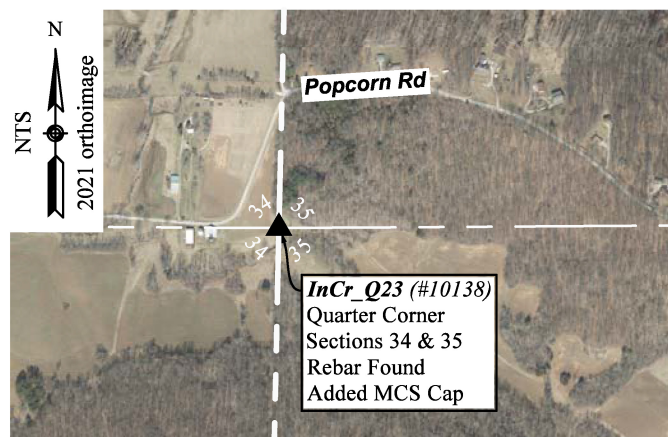 N
NTS
2021 orthoimage
Popcorn Rd
34 35
34 35
InCr_Q23 (#10138)
Quarter Corner
Sections 34 & 35
Rebar Found
Added MCS Cap